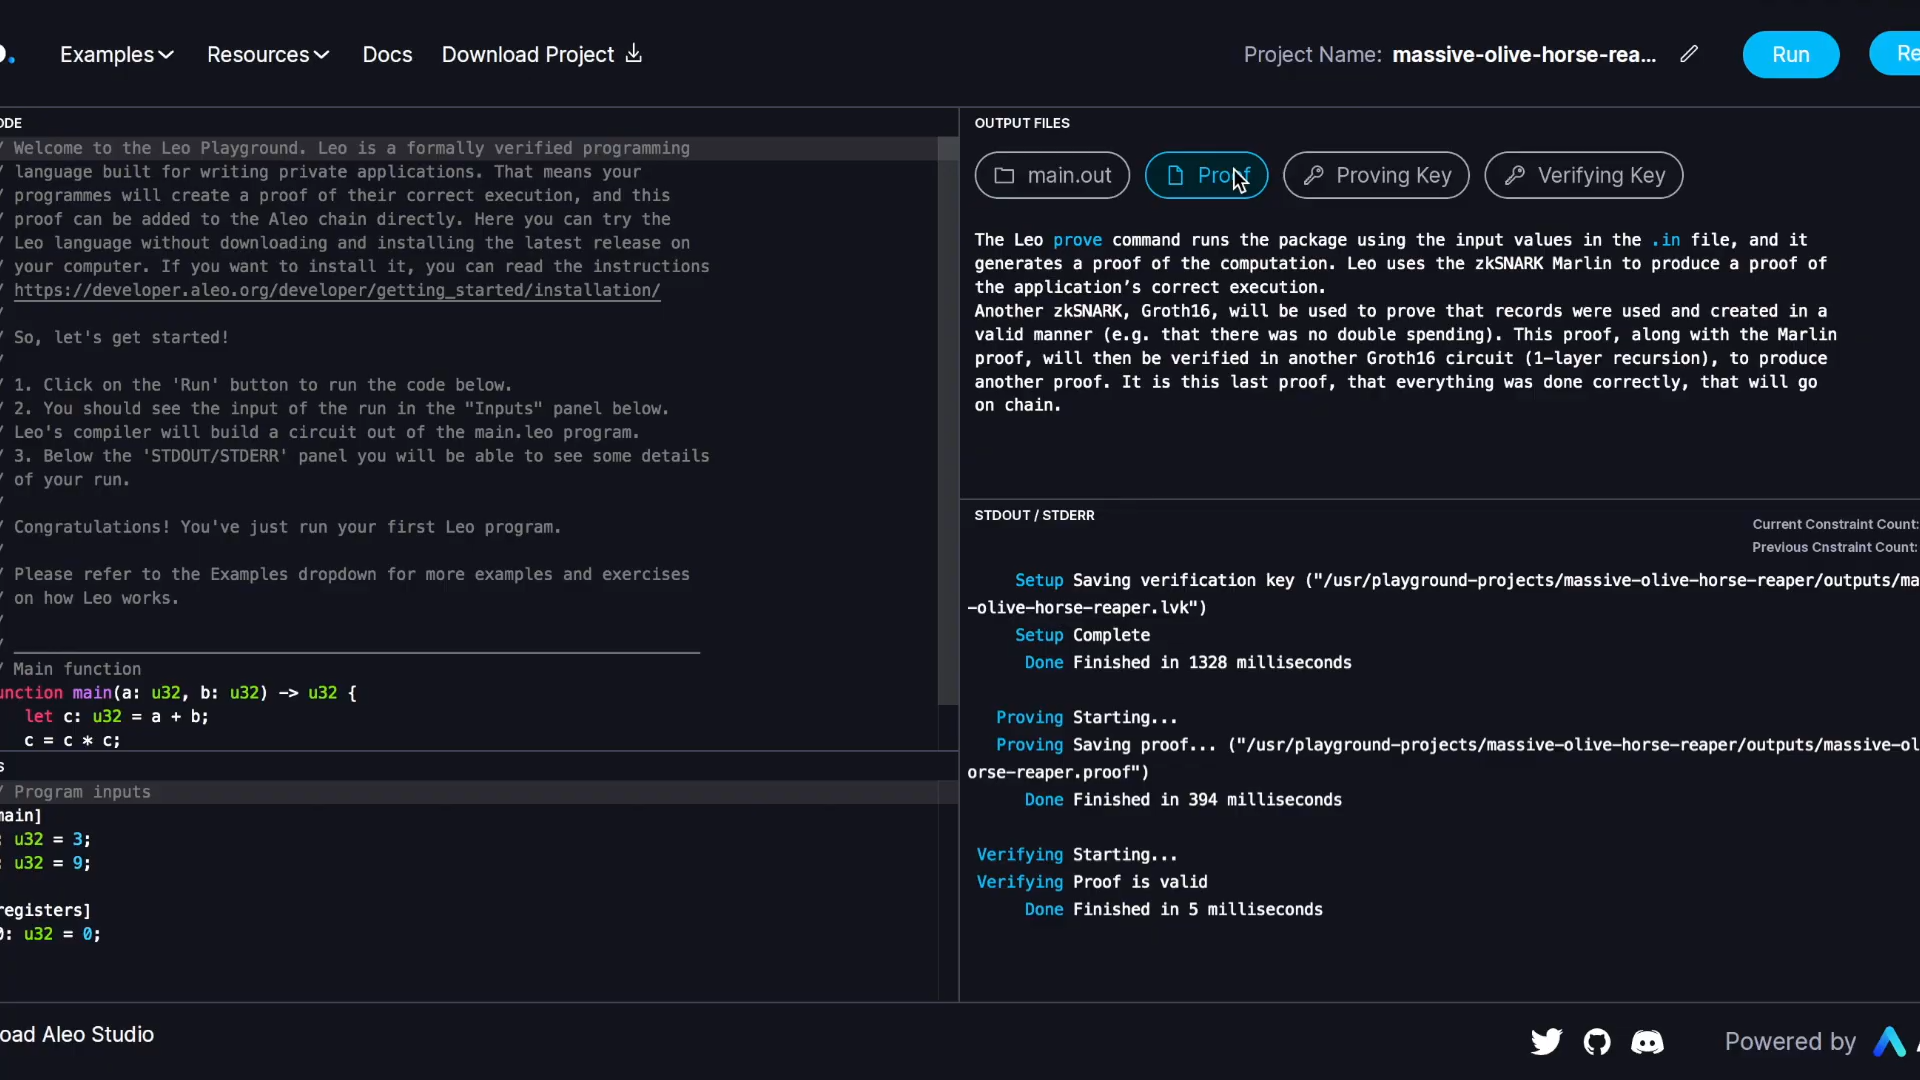 Examples Resources Docs Download Project Project Name: massive-olive-horse-rea... Run Re
ODE
/ Welcome to the Leo Playground. Leo is a formally verified programming
/ language built for writing private applications. That means your
/ programmes will create a proof of their correct execution, and this
/ proof can be added to the Aleo chain directly. Here you can try the
/ Leo language without downloading and installing the latest release on
/ your computer. If you want to install it, you can read the instructions
/ https://developer.aleo.org/developer/getting_started/installation/
/
/ So, let's get started!
/
/ 1. Click on the 'Run' button to run the code below.
/ 2. You should see the input of the run in the "Inputs" panel below.
/ Leo's compiler will build a circuit out of the main.leo program.
/ 3. Below the 'STDOUT/STDERR' panel you will be able to see some details
/ of your run.
/
/ Congratulations! You've just run your first Leo program.
/
/ Please refer to the Examples dropdown for more examples and exercises
/ on how Leo works.
/
/ ______________________________________________________________________
/ Main function
unction main(a: u32, b: u32) -> u32 {
let c: u32 = a + b;
c = c * c;
s
/ Program inputs
main]
: u32 = 3;
: u32 = 9;
registers]
0: u32 = 0;
OUTPUT FILES
main.out Proof Proving Key Verifying Key
The Leo prove command runs the package using the input values in the .in file, and it
generates a proof of the computation. Leo uses the zkSNARK Marlin to produce a proof of
the application’s correct execution.
Another zkSNARK, Groth16, will be used to prove that records were used and created in a
valid manner (e.g. that there was no double spending). This proof, along with the Marlin
proof, will then be verified in another Groth16 circuit (1-layer recursion), to produce
another proof. It is this last proof, that everything was done correctly, that will go
on chain.
STDOUT / STDERR
Current Constraint Count:
Previous Cnstraint Count:
Setup Saving verification key ("/usr/playground-projects/massive-olive-horse-reaper/outputs/ma
-olive-horse-reaper.lvk")
Setup Complete
Done Finished in 1328 milliseconds
Proving Starting...
Proving Saving proof... ("/usr/playground-projects/massive-olive-horse-reaper/outputs/massive-ol
orse-reaper.proof")
Done Finished in 394 milliseconds
Verifying Starting...
Verifying Proof is valid
Done Finished in 5 milliseconds
oad Aleo Studio
Powered by